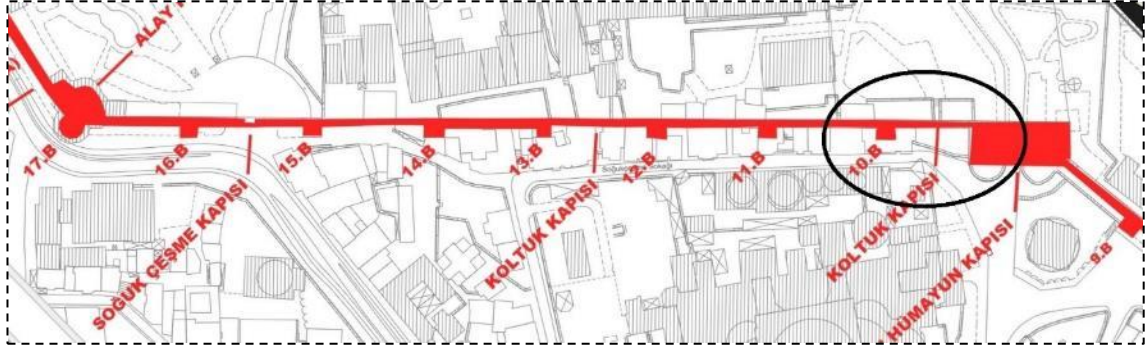 ALAY
17.B
16.B
SOĞUK ÇEŞME KAPISI
15.B
14.B
13.B
KOLTUK KAPISI
12.B
11.B
10.B
KOLTUK KAPISI
HÜMAYUN KAPISI
9.B